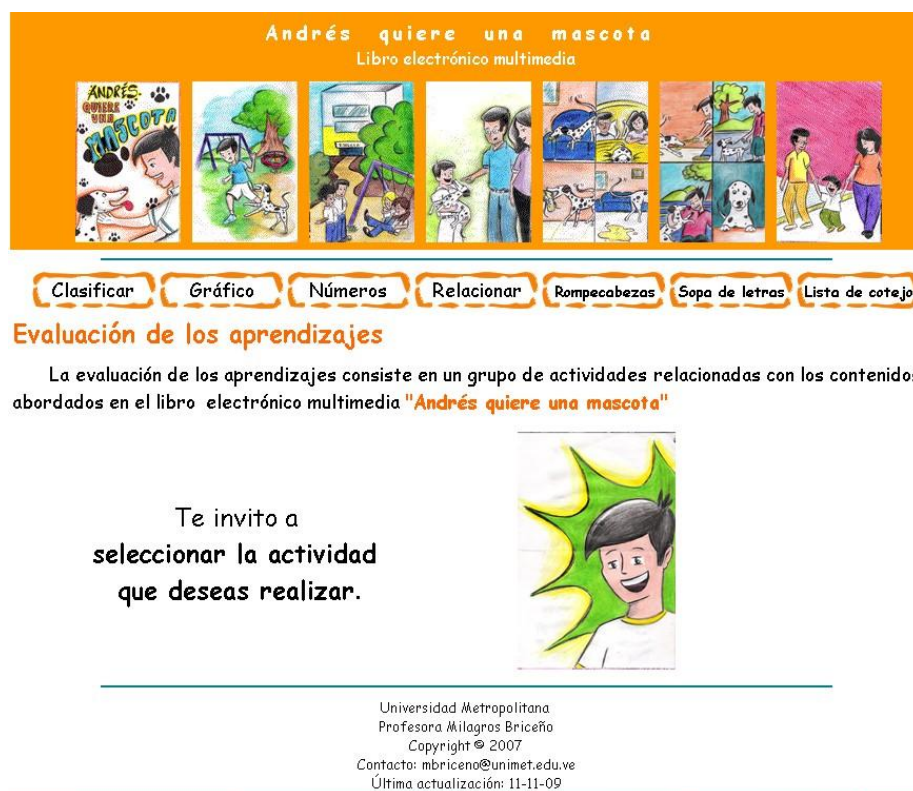 Andrés quiere una mascota
Libro electrónico multimedia
ANDRÉS
QUIERE
UNA
MASCOTA
Clasificar
Gráfico
Números
Relacionar
Rompecabezas
Sopa de letras
Lista de cotejo
Evaluación de los aprendizajes
La evaluación de los aprendizajes consiste en un grupo de actividades relacionadas con los contenidos
abordados en el libro electrónico multimedia "Andrés quiere una mascota"
Te invito a
seleccionar la actividad
que deseas realizar.
Universidad Metropolitana
Profesora Milagros Briceño
Copyright © 2007
Contacto: mbriceno@unimet.edu.ve
Última actualización: 11-11-09